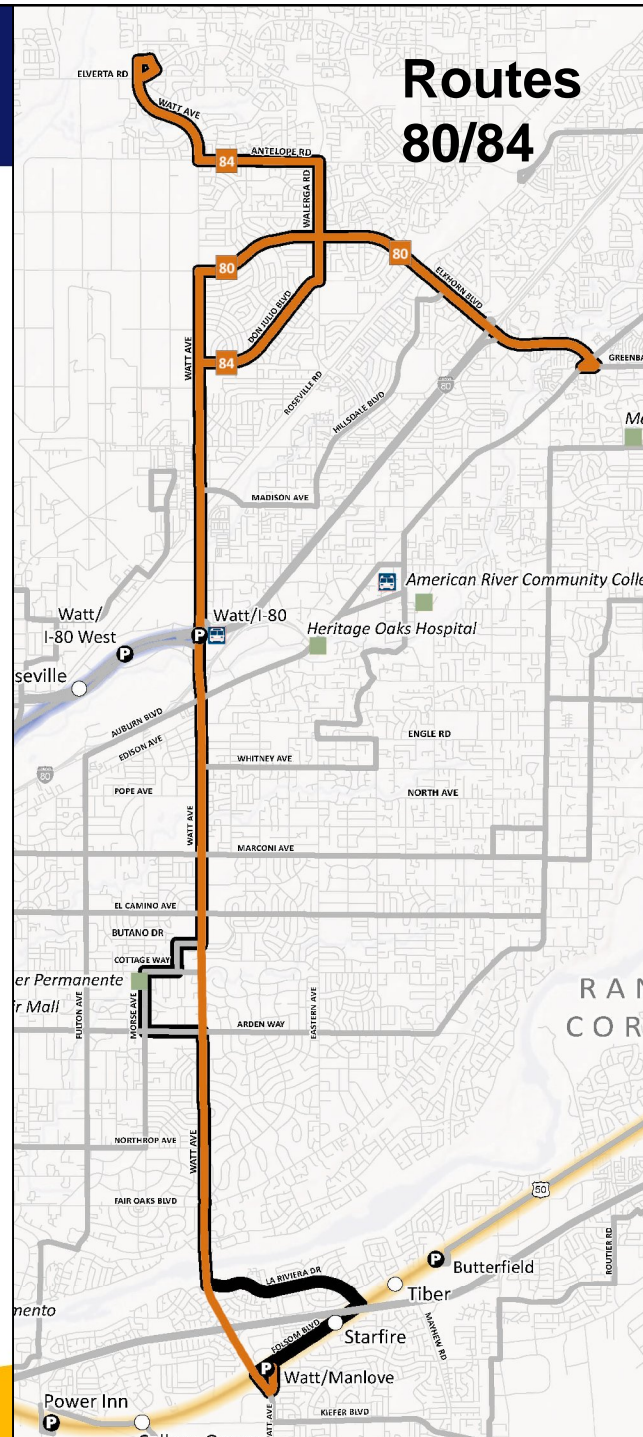 Routes
80/84
ELVERTA RD
WATT AVE
84
ANTELOPE RD
WALERGA RD
80
80
ELKHORN BLVD
DON JULIO BLVD
WATT AVE
84
GREENBA
ROSEVILLE RD
HILLSDALE BLVD
80
Me
MADISON AVE
American River Community Colle
Watt/
I-80 West
P
Watt/I-80
P
Heritage Oaks Hospital
seville
AUBURN BLVD
EDISON AVE
ENGLE RD
WHITNEY AVE
80
POPE AVE
NORTH AVE
WATT AVE
MARCONI AVE
EL CAMINO AVE
BUTANO DR
COTTAGE WAY
er Permanente
ir Mall
FULTON AVE
MORSE AVE
EASTERN AVE
ARDEN WAY
RAN
COR
NORTHROP AVE
WATT AVE
FAIR OAKS BLVD
50
ROUTIER RD
P
Butterfield
LA RIVIERA DR
Tiber
mento
MAYHEW RD
FOLSOM BLVD
Starfire
P
Watt/Manlove
Power Inn
P
ATT AVE
KIEFER BLVD